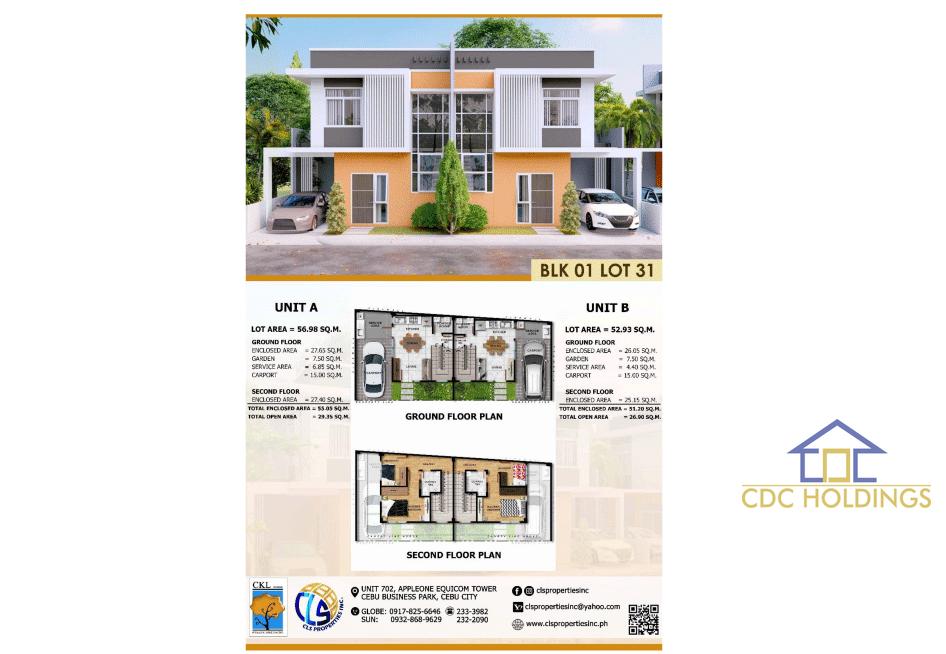 BLK 01 LOT 31
UNIT A
LOT AREA = 56.98 SQ.M.
GROUND FLOOR
ENCLOSED AREA = 27.65 SQ.M.
GARDEN = 7.50 SQ.M.
SERVICE AREA = 6.85 SQ.M.
CARPORT = 15.00 SQ.M.
SECOND FLOOR
ENCLOSED AREA = 27.40 SQ.M.
TOTAL ENCLOSED AREA = 55.05 SQ.M.
TOTAL OPEN AREA = 29.35 SQ.M.
UNIT B
LOT AREA = 52.93 SQ.M.
GROUND FLOOR
ENCLOSED AREA = 26.05 SQ.M.
GARDEN = 7.50 SQ.M.
SERVICE AREA = 4.40 SQ.M.
CARPORT = 15.00 SQ.M.
SECOND FLOOR
ENCLOSED AREA = 25.15 SQ.M.
TOTAL ENCLOSED AREA = 51.20 SQ.M.
TOTAL OPEN AREA = 26.90 SQ.M.
GROUND FLOOR PLAN
SECOND FLOOR PLAN
CDC
CDC HOLDINGS
CKL
CLS
CLS PROPERTIES INC.
UNIT 702, APPLEONE EQUICOM TOWER
CEBU BUSINESS PARK, CEBU CITY
GLOBE: 0917-825-6646 233-3982
SUN: 0932-868-9629 232-2090
clspropertiesinc
clspropertiesinc@yahoo.com
www.clspropertiesinc.ph